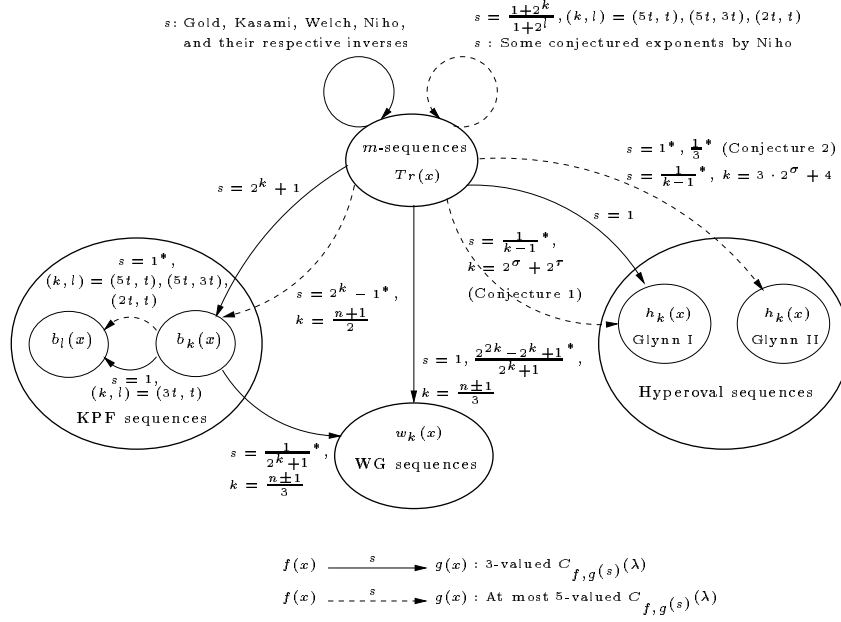 s: Gold, Kasami, Welch, Niho,
and their respective inverses
s = (1+2^k)/(1+2^l), (k, l) = (5t, t), (5t, 3t), (2t, t)
s : Some conjectured exponents by Niho
m-sequences
Tr(x)
s = 1*, 1/3* (Conjecture 2)
s = 1/(k−1)*, k = 3 · 2^σ + 4
s = 2^k + 1
s = 1
s = 1/(k−1)*,
k = 2^σ + 2^τ
(Conjecture 1)
s = 1*,
(k, l) = (5t, t), (5t, 3t),
(2t, t)
s = 2^k − 1*,
k = (n+1)/2
b_l(x)
b_k(x)
h_k(x)
Glynn I
h_k(x)
Glynn II
s = 1,
(k, l) = (3t, t)
KPF sequences
s = 1, (2^{2k}−2^k+1)/(2^k+1)*,
k = (n±1)/3
Hyperoval sequences
w_k(x)
WG sequences
s = 1/(2^k+1)*,
k = (n±1)/3
f(x) s g(x) : 3-valued C_{f,g(s)}(λ)
f(x) s g(x) : At most 5-valued C_{f,g(s)}(λ)